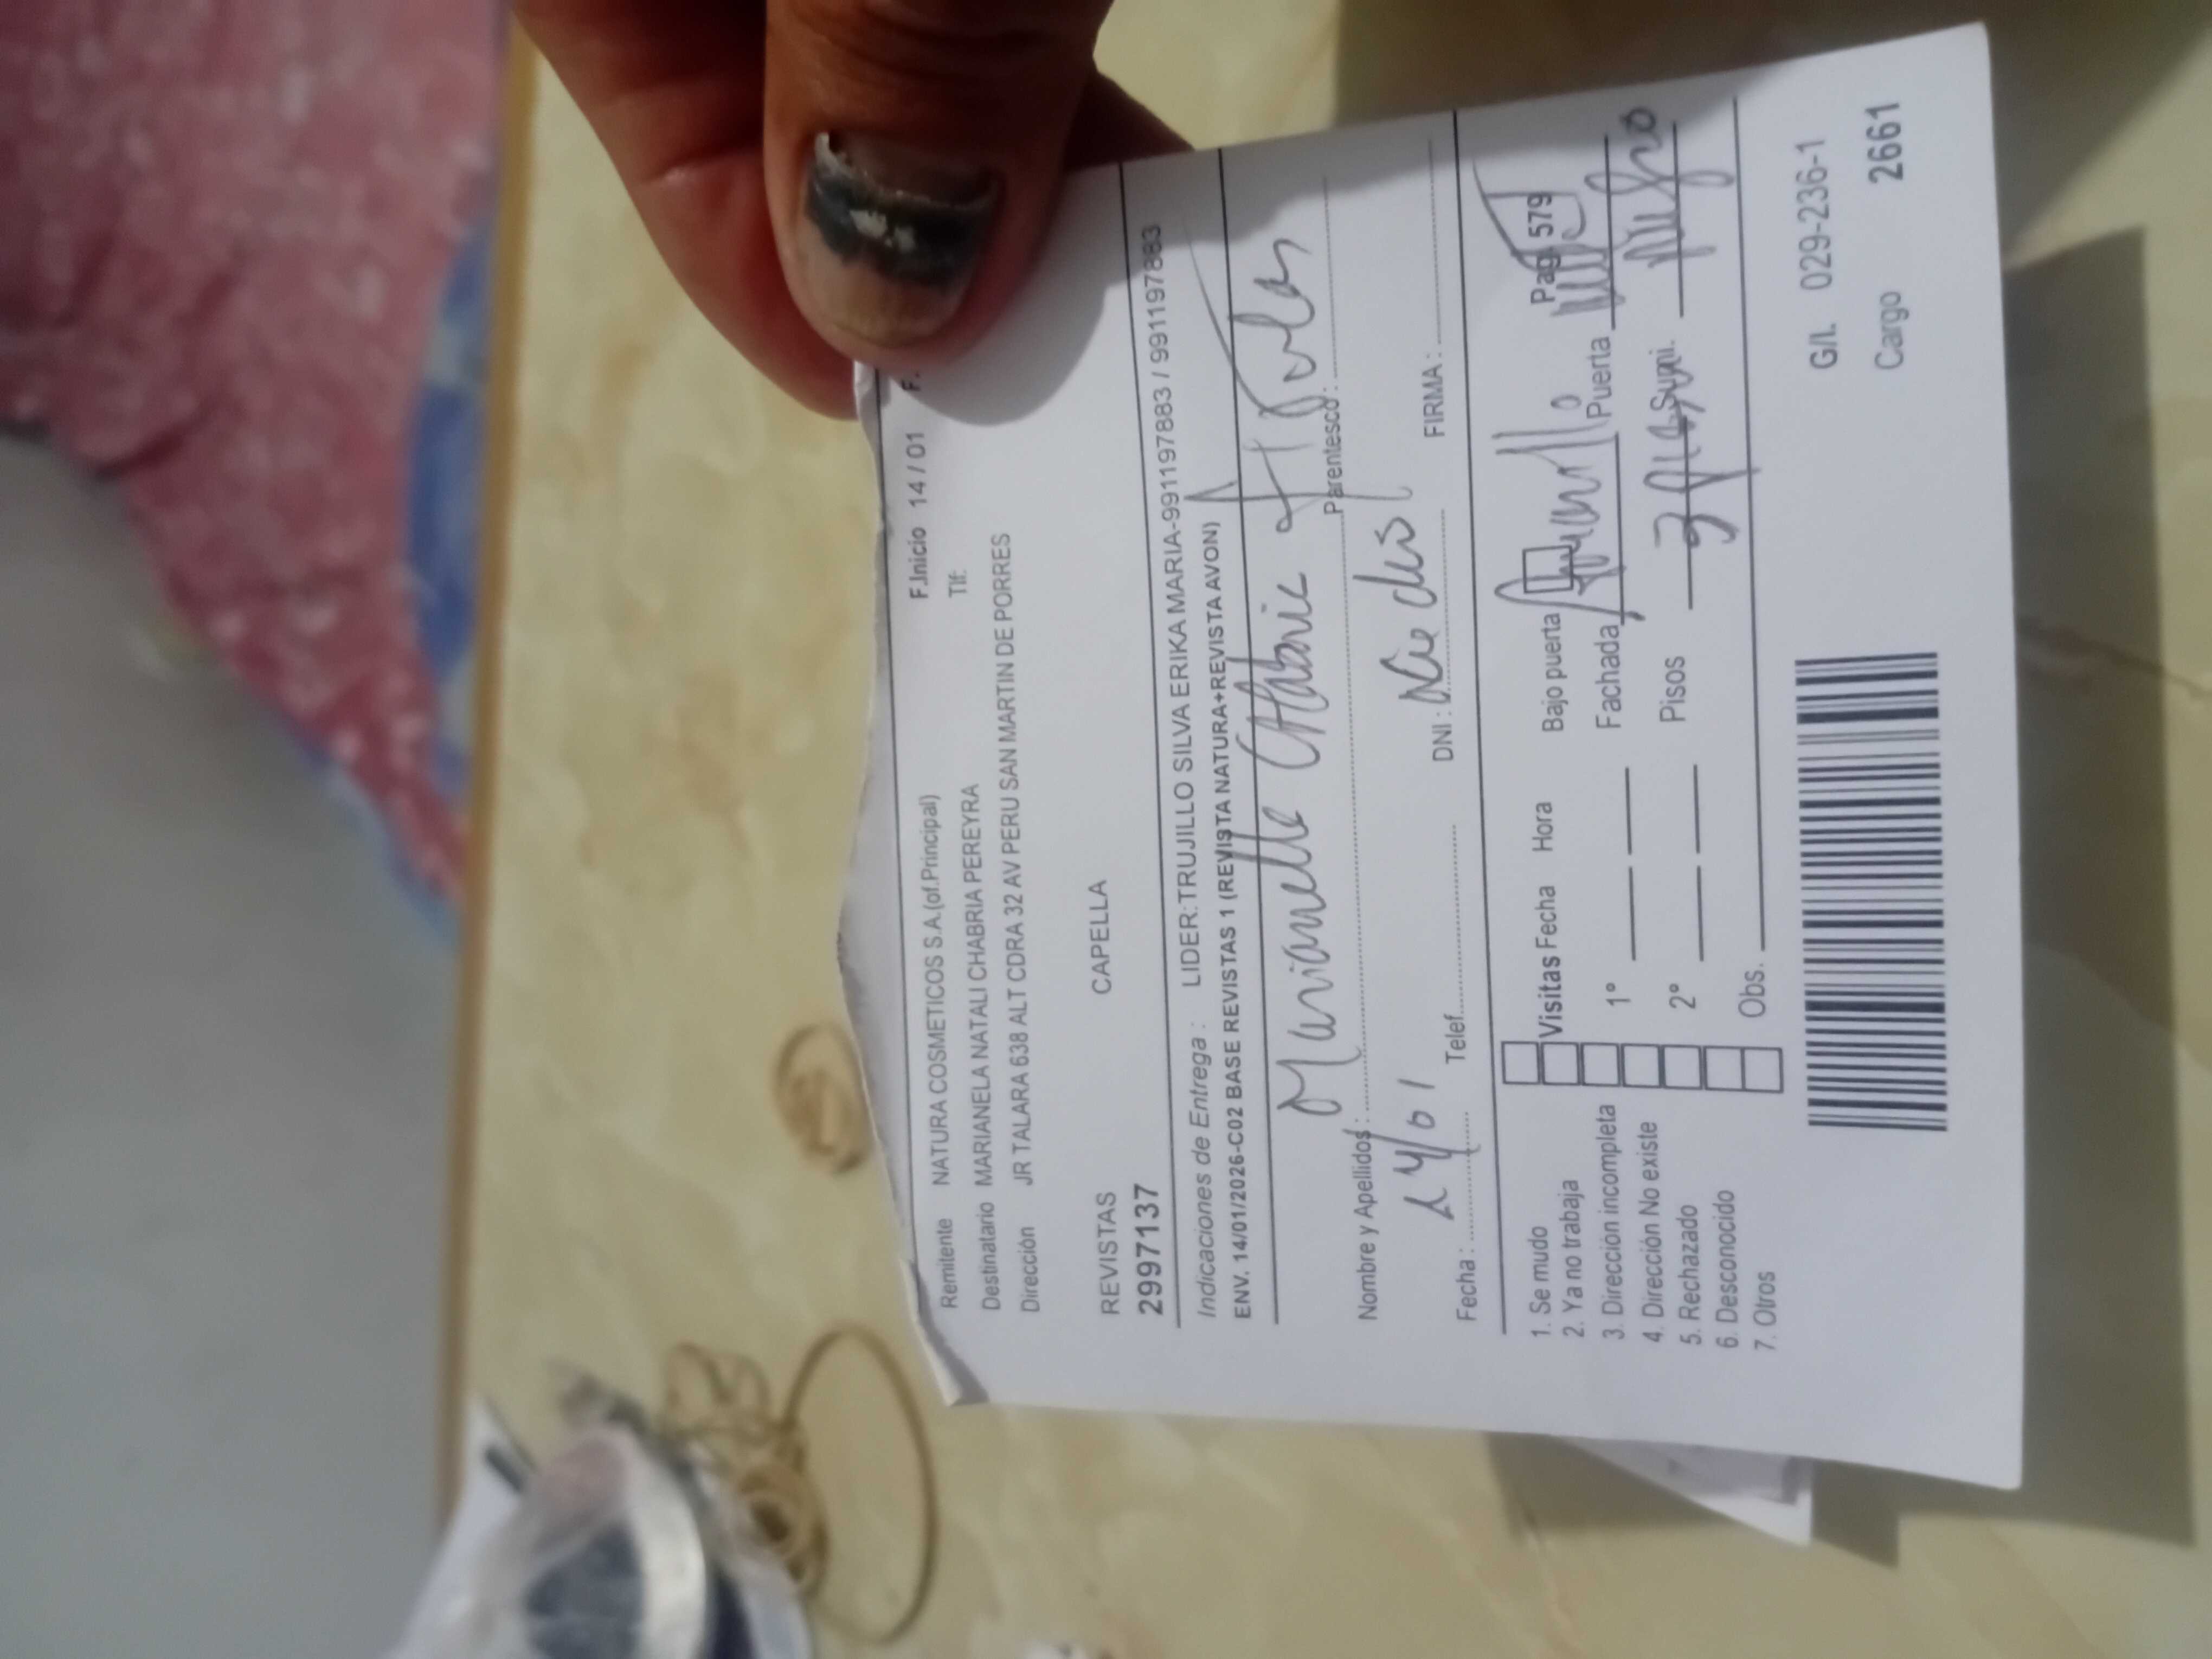 F.Inicio 14 / 01 F.
Remitente NATURA COSMETICOS S.A.(of.Principal) Tlf:
Destinatario MARIANELA NATALI CHABRIA PEREYRA
Dirección JR TALARA 638 ALT CDRA 32 AV PERU SAN MARTIN DE PORRES
REVISTAS CAPELLA
2997137
Indicaciones de Entrega : LIDER:TRUJILLO SILVA ERIKA MARIA-991197883 / 991197883
ENV. 14/01/2026-C02 BASE REVISTAS 1 (REVISTA NATURA+REVISTA AVON)
Nombre y Apellidos : Parentesco :
Fecha : Telef. DNI : FIRMA :
Pag. 579
1. Se mudo Visitas Fecha Hora Bajo puerta
2. Ya no trabaja 1º Fachada Amarillo Puerta
3. Dirección incompleta 2º Pisos Sumi. Negro
4. Dirección No existe Obs.
5. Rechazado
6. Desconocido
7. Otros
G/I. 029-236-1
Cargo 2661